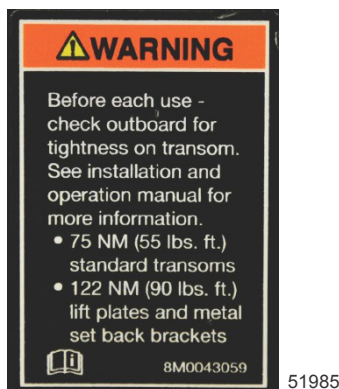 WARNING
Before each use -
check outboard for
tightness on transom.
See installation and
operation manual for
more information.
• 75 NM (55 lbs. ft.)
standard transoms
• 122 NM (90 lbs. ft.)
lift plates and metal
set back brackets
8M0043059
51985